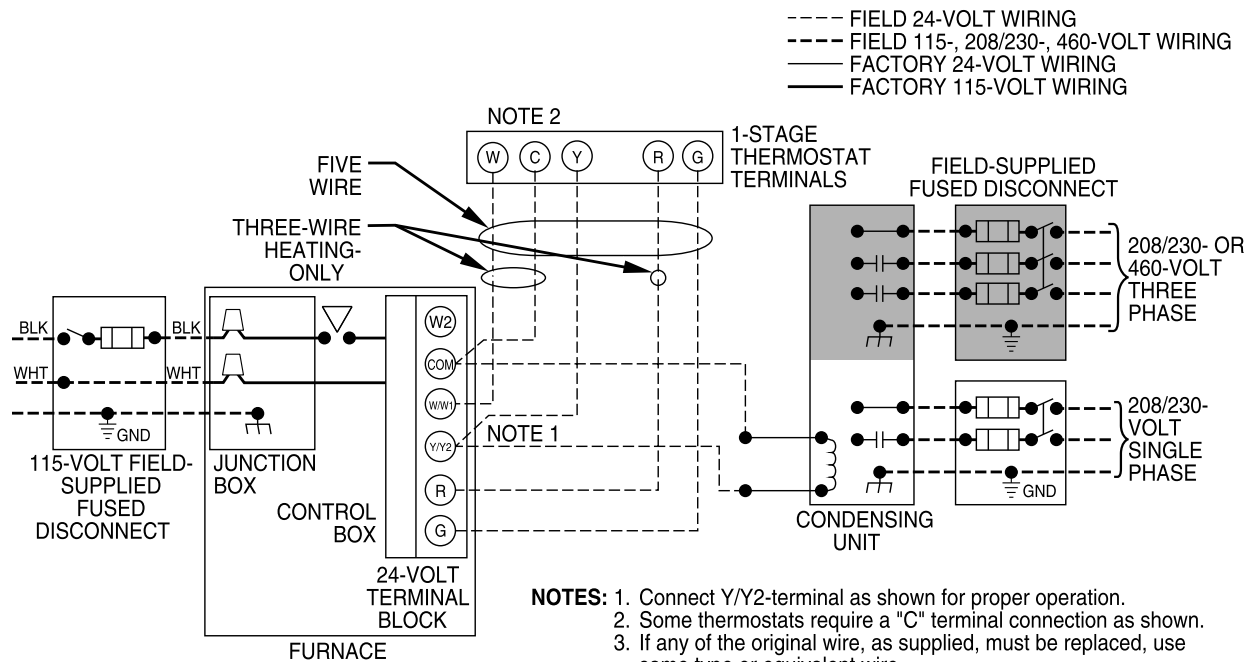 FIELD 24-VOLT WIRING
FIELD 115-, 208/230-, 460-VOLT WIRING
FACTORY 24-VOLT WIRING
FACTORY 115-VOLT WIRING
NOTE 2
W C Y R G
1-STAGE
THERMOSTAT
TERMINALS
FIVE
WIRE
THREE-WIRE
HEATING-
ONLY
FIELD-SUPPLIED
FUSED DISCONNECT
208/230- OR
460-VOLT
THREE
PHASE
BLK
BLK
WHT
WHT
GND
W2
COM
W/W1
Y/Y2
R
G
NOTE 1
208/230-
VOLT
SINGLE
PHASE
GND
115-VOLT FIELD-
SUPPLIED
FUSED
DISCONNECT
JUNCTION
BOX
CONTROL
BOX
24-VOLT
TERMINAL
BLOCK
FURNACE
CONDENSING
UNIT
NOTES: 1. Connect Y/Y2-terminal as shown for proper operation.
2. Some thermostats require a "C" terminal connection as shown.
3. If any of the original wire, as supplied, must be replaced, use
same type or equivalent wire.